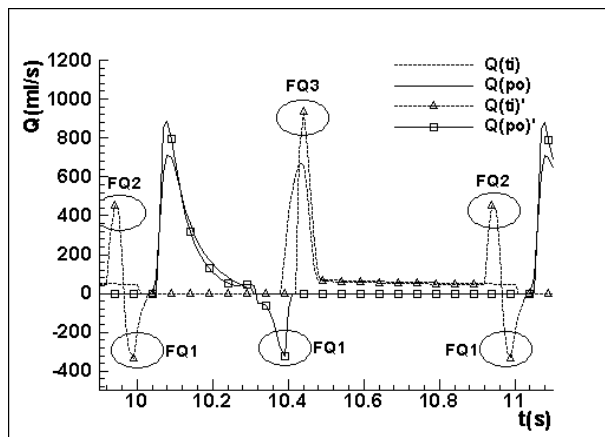 1200
1000
800
600
400
200
0
-200
-400
Q(ml/s)
Q(ti)
Q(po)
Q(ti)'
Q(po)'
FQ3
FQ2
FQ2
FQ1
FQ1
FQ1
10
10.2
10.4
10.6
10.8
11
t(s)